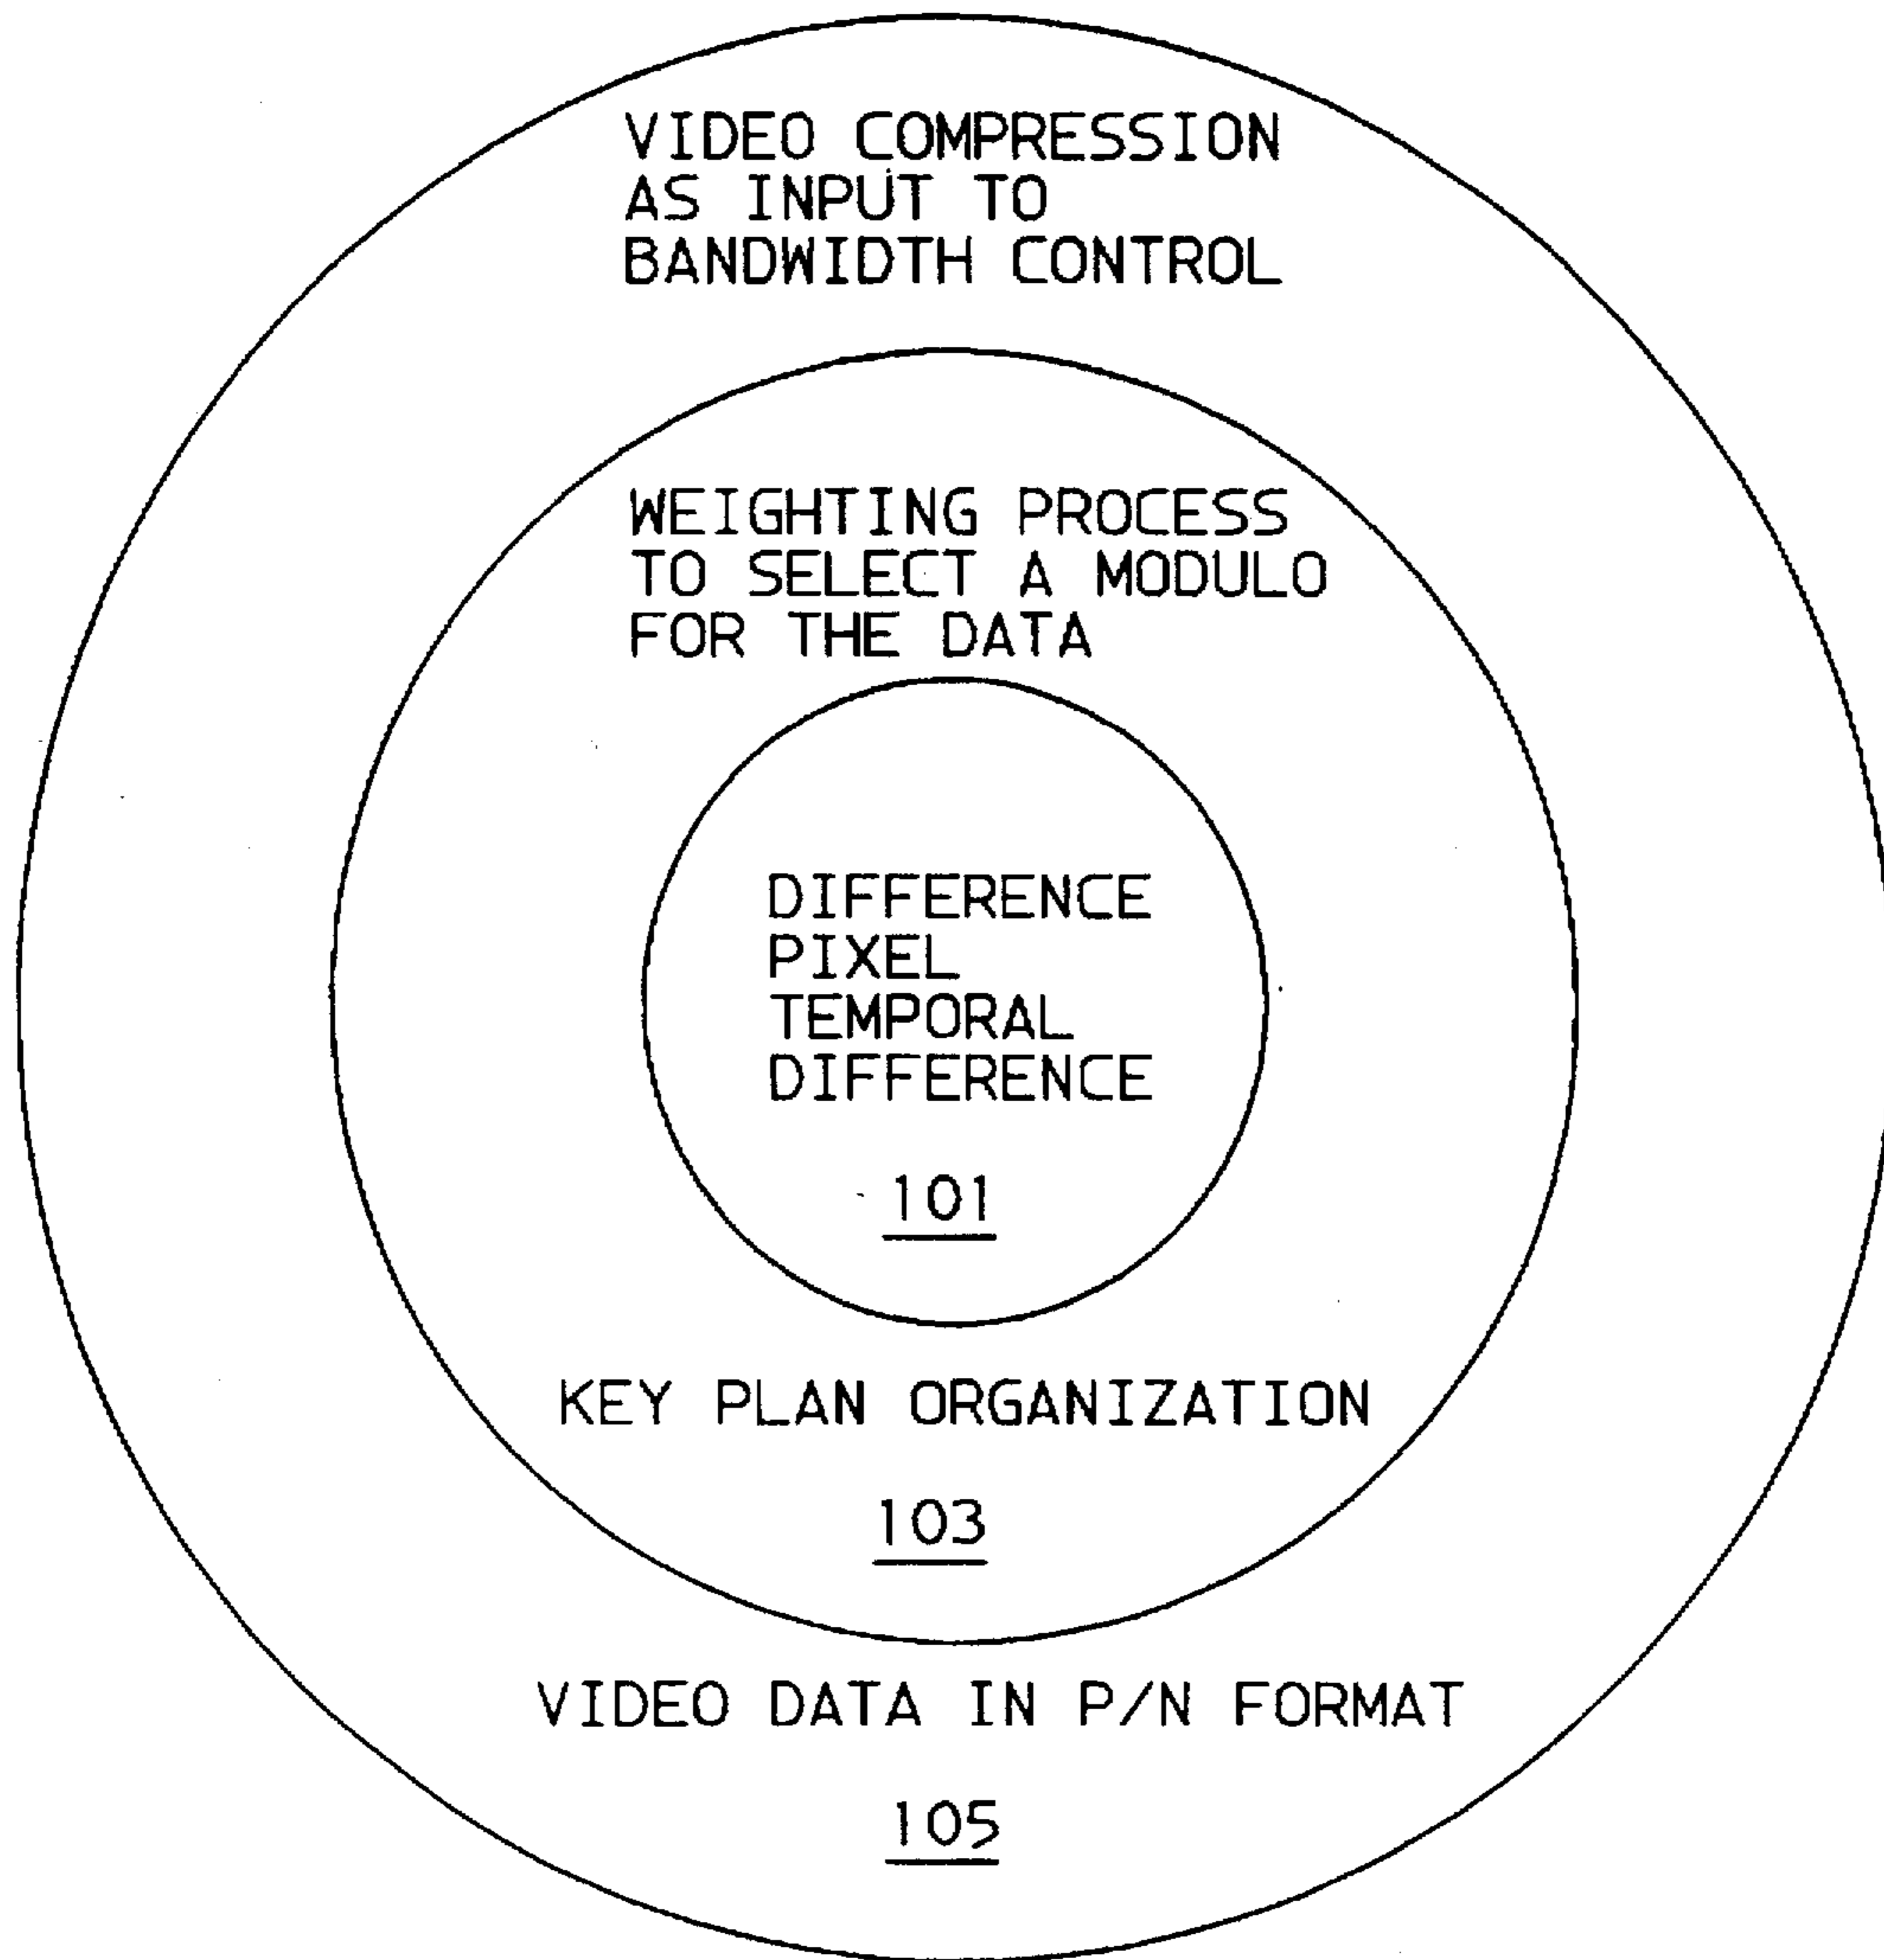 VIDEO COMPRESSION
AS INPUT TO
BANDWIDTH CONTROL
WEIGHTING PROCESS
TO SELECT A MODULO
FOR THE DATA
DIFFERENCE
PIXEL
TEMPORAL
DIFFERENCE
101
KEY PLAN ORGANIZATION
103
VIDEO DATA IN P/N FORMAT
105